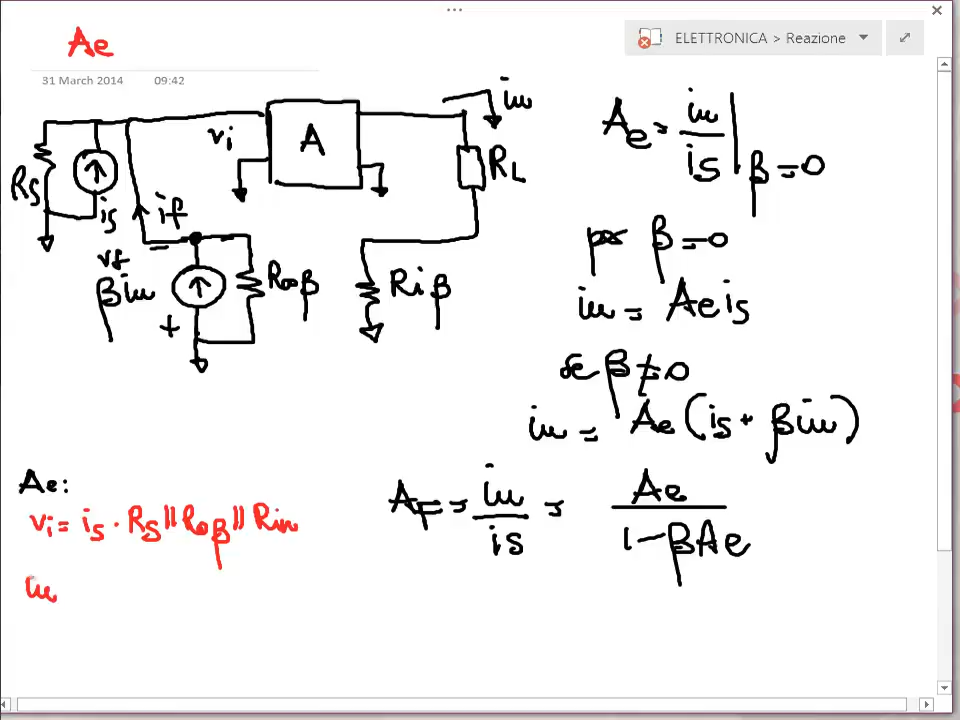 Ae
ELETTRONICA > Reazione
31 March 2014 09:42
Rs
is
if
vi
A
iu
RL
vf
βiu
+
Roβ
Riβ
Ae = iu/is | β=0
per β=0
iu = Ae is
se β≠0
iu = Ae (is + βiu)
AF = iu/is = Ae/(1-βAe)
Ae:
vi = is · Rs || Roβ || Rin
iu